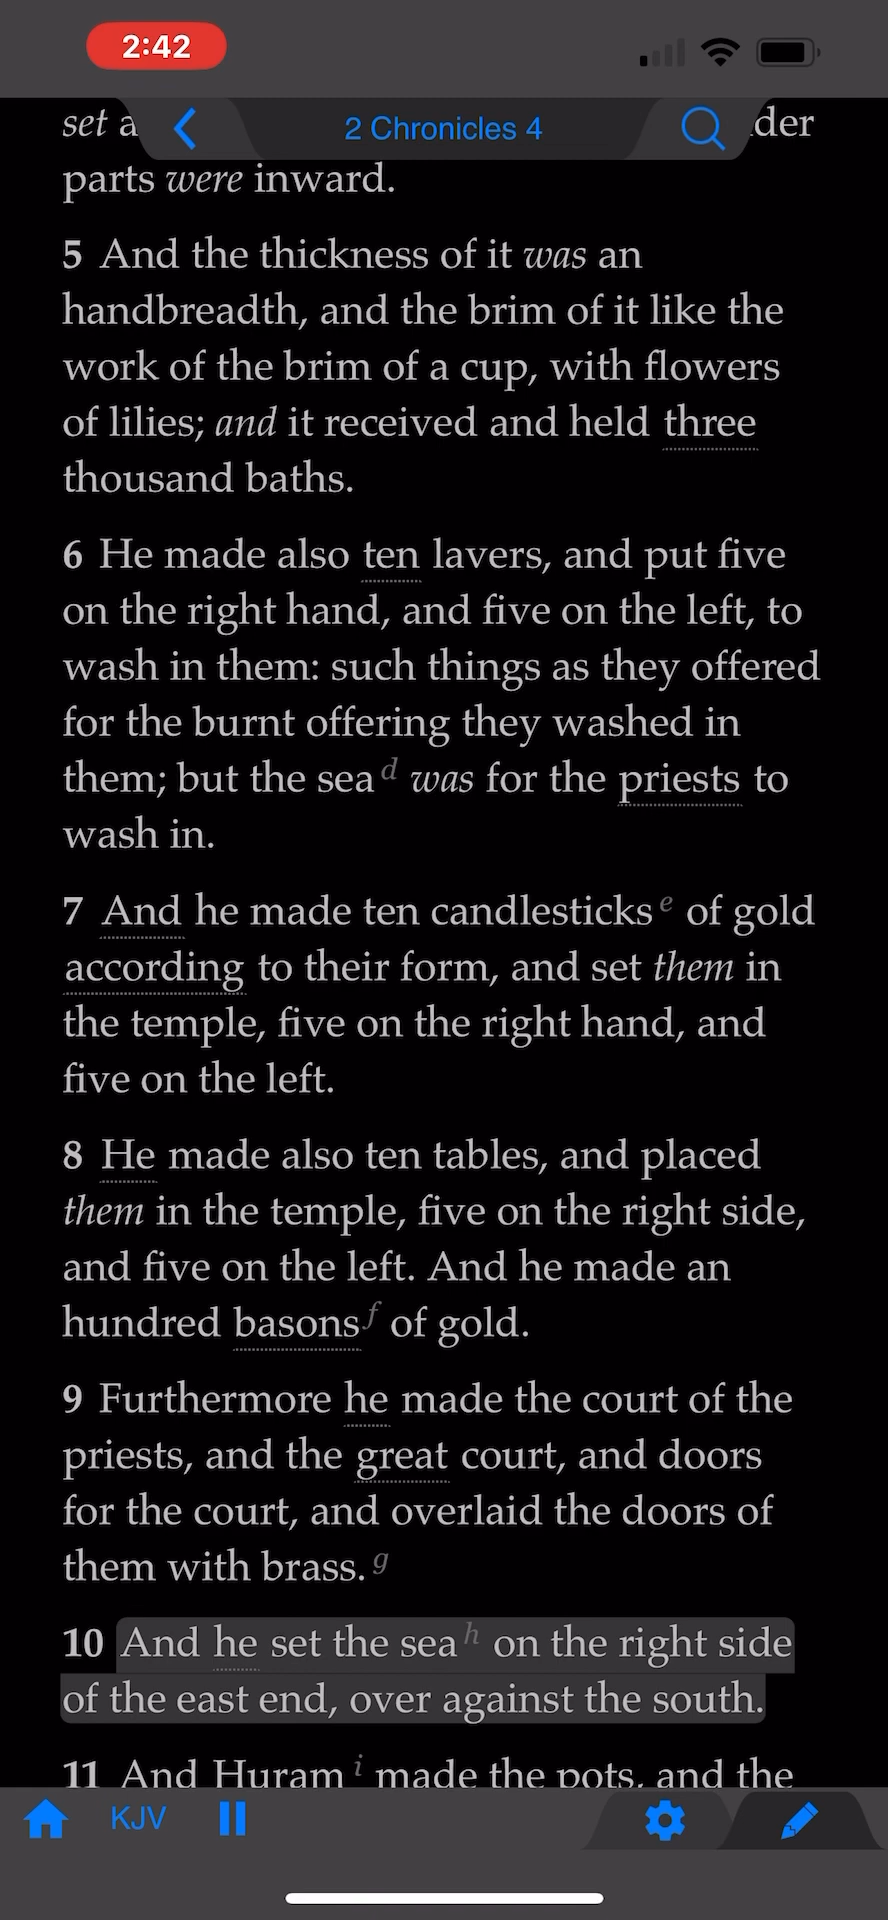 2:42
set a
2 Chronicles 4
der
parts were inward.
5 And the thickness of it was an
handbreadth, and the brim of it like the
work of the brim of a cup, with flowers
of lilies; and it received and held three
thousand baths.
6 He made also ten lavers, and put five
on the right hand, and five on the left, to
wash in them: such things as they offered
for the burnt offering they washed in
them; but the sea d was for the priests to
wash in.
7 And he made ten candlesticks e of gold
according to their form, and set them in
the temple, five on the right hand, and
five on the left.
8 He made also ten tables, and placed
them in the temple, five on the right side,
and five on the left. And he made an
hundred basons f of gold.
9 Furthermore he made the court of the
priests, and the great court, and doors
for the court, and overlaid the doors of
them with brass. g
10 And he set the sea h on the right side
of the east end, over against the south.
11 And Huram i made the pots, and the
KJV